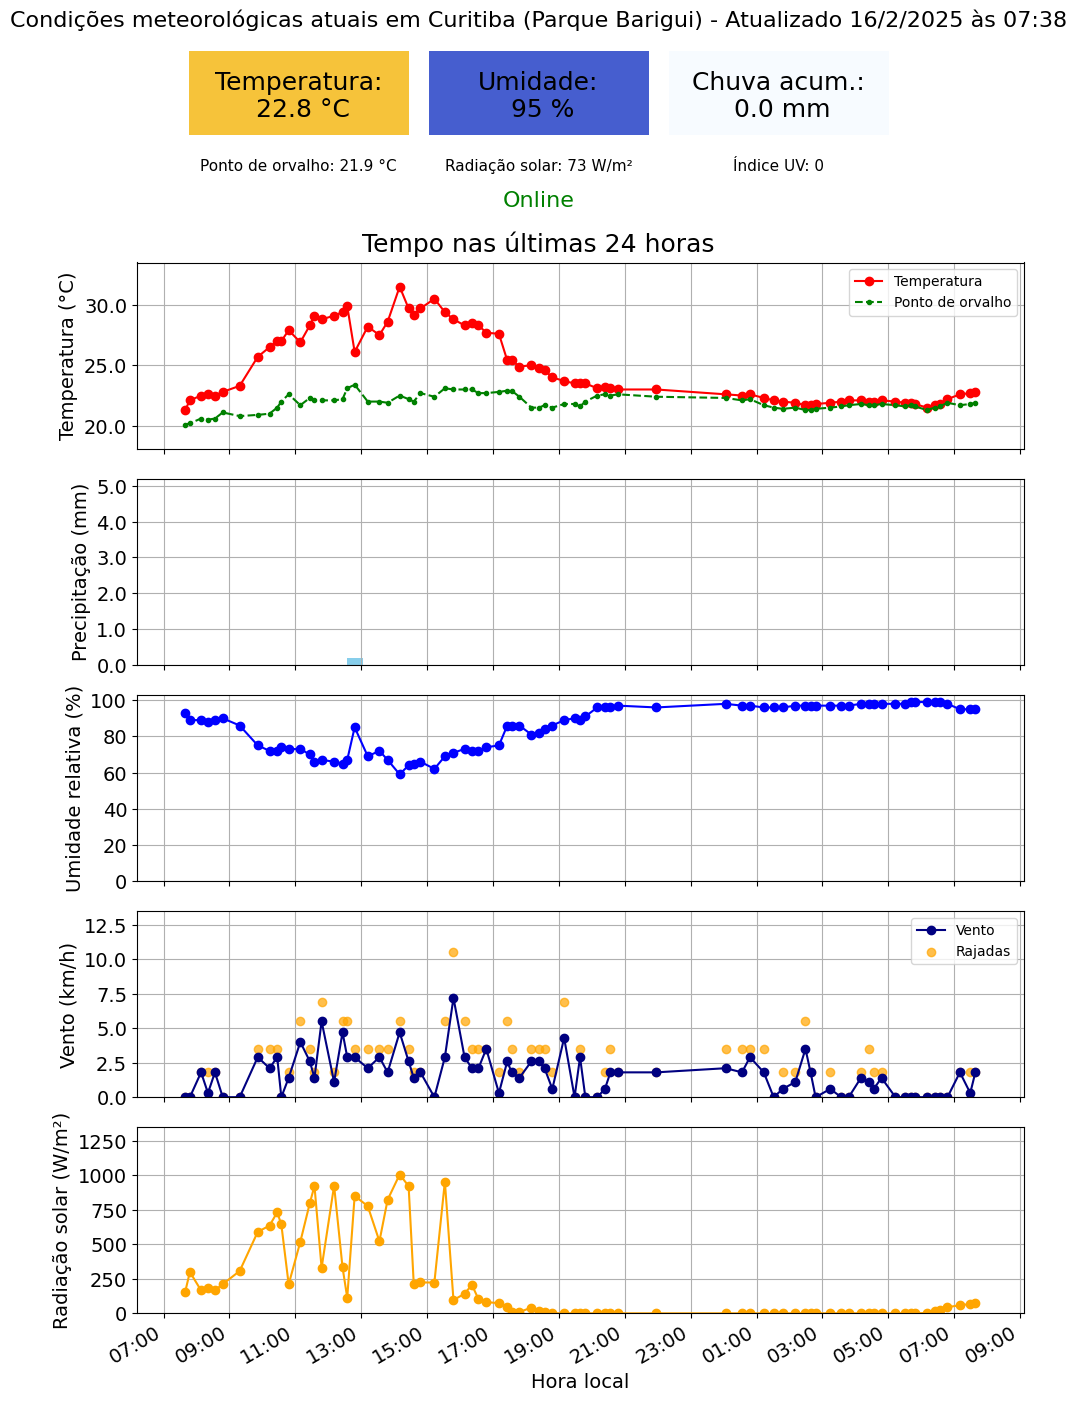 Condições meteorológicas atuais em Curitiba (Parque Barigui) - Atualizado 16/2/2025 às 07:38
Temperatura:
22.8 °C
Umidade:
95 %
Chuva acum.:
0.0 mm
Ponto de orvalho: 21.9 °C
Radiação solar: 73 W/m²
Índice UV: 0
Online
Tempo nas últimas 24 horas
Temperatura (°C)
30.0
25.0
20.0
Temperatura
Ponto de orvalho
Precipitação (mm)
5.0
4.0
3.0
2.0
1.0
0.0
Umidade relativa (%)
100
80
60
40
20
0
Vento (km/h)
12.5
10.0
7.5
5.0
2.5
0.0
Vento
Rajadas
Radiação solar (W/m²)
1250
1000
750
500
250
0
07:00
09:00
11:00
13:00
15:00
17:00
19:00
21:00
23:00
01:00
03:00
05:00
07:00
09:00
Hora local